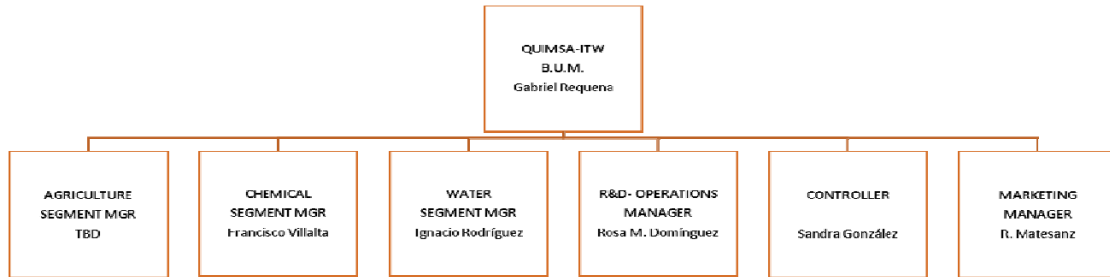 QUIMSA-ITW
B.U.M.
Gabriel Requena
AGRICULTURE
SEGMENT MGR
TBD
CHEMICAL
SEGMENT MGR
Francisco Villalta
WATER
SEGMENT MGR
Ignacio Rodríguez
R&D- OPERATIONS
MANAGER
Rosa M. Domínguez
CONTROLLER
Sandra González
MARKETING
MANAGER
R. Matesanz